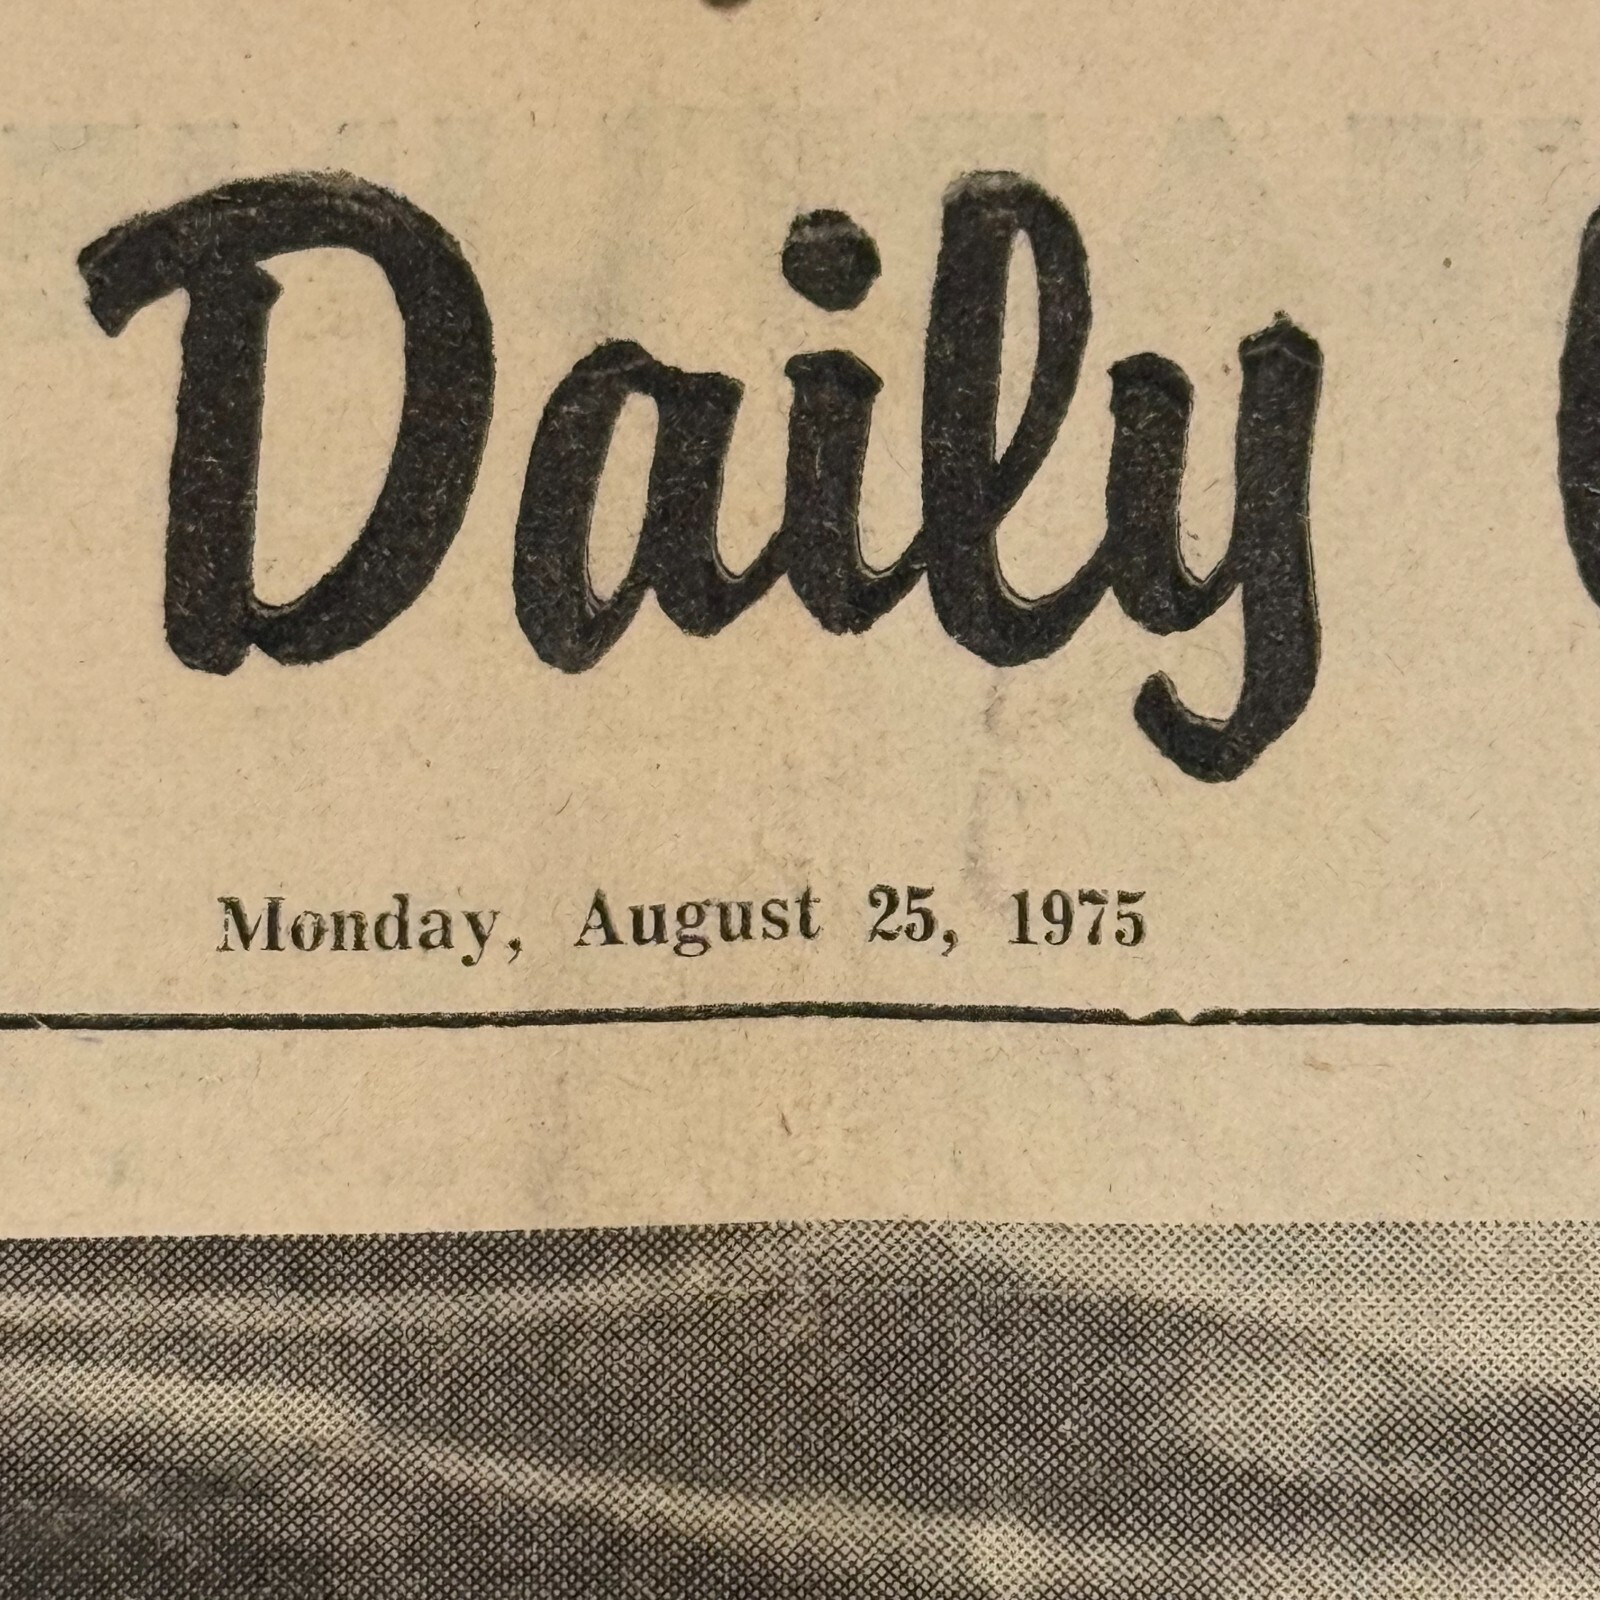 Daily
Monday, August 25, 1975